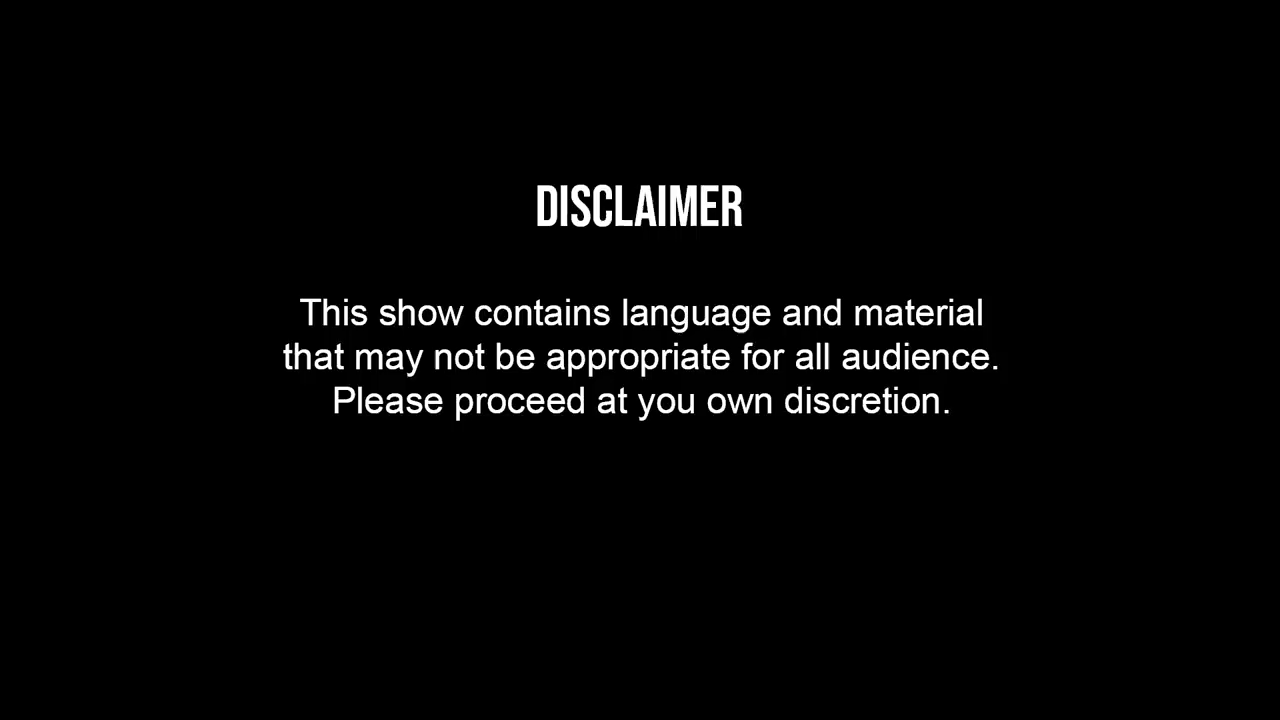 DISCLAIMER
This show contains language and material
that may not be appropriate for all audience.
Please proceed at you own discretion.